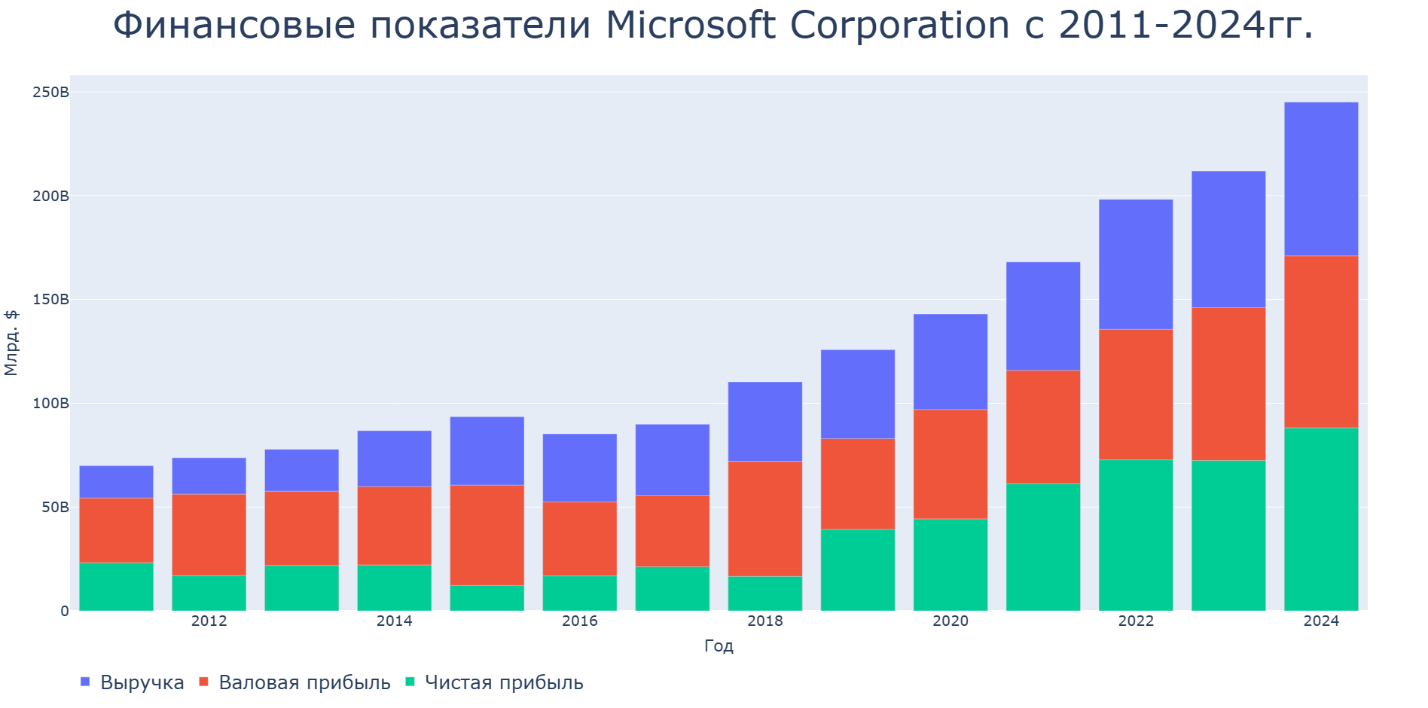 Финансовые показатели Microsoft Corporation с 2011-2024гг.
250B
200B
150B
100B
50B
0
Млрд. $
2012 2014 2016 2018 2020 2022 2024
Год
Выручка Валовая прибыль Чистая прибыль